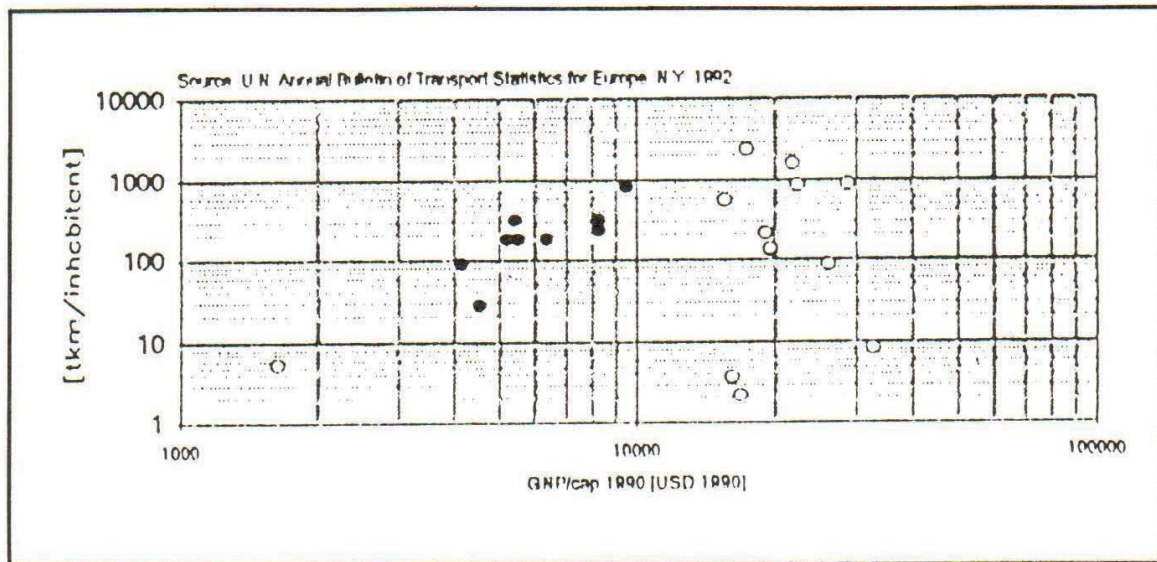 Source U.N. Annual Bulletin of Transport Statistics for Europe N.Y. 1992
10000
1000
100
10
1
[tkm/inhabitant]
1000
10000
100000
GNP/cap 1990 [USD 1990]